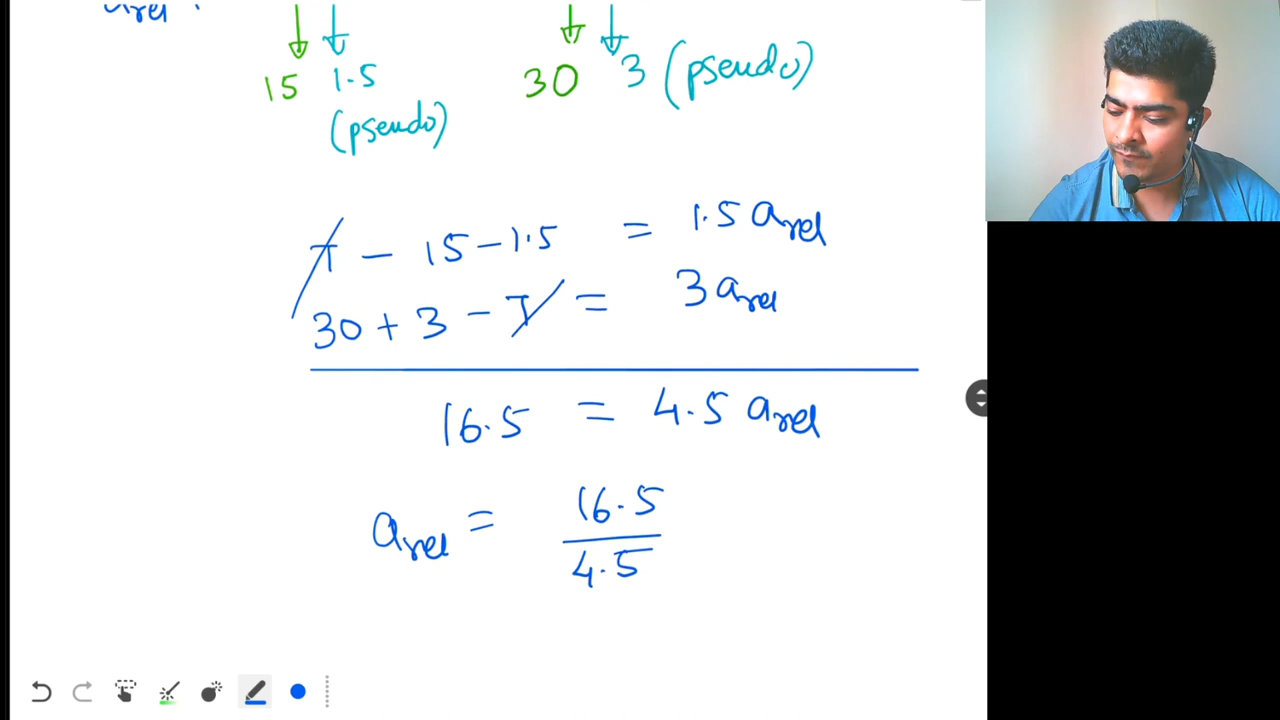 a_rel :
15 1.5 30 3 (pseudo)
(pseudo)
T - 15 - 1.5 = 1.5 a_rel
30 + 3 - T = 3 a_rel
16.5 = 4.5 a_rel
a_rel = 16.5
4.5